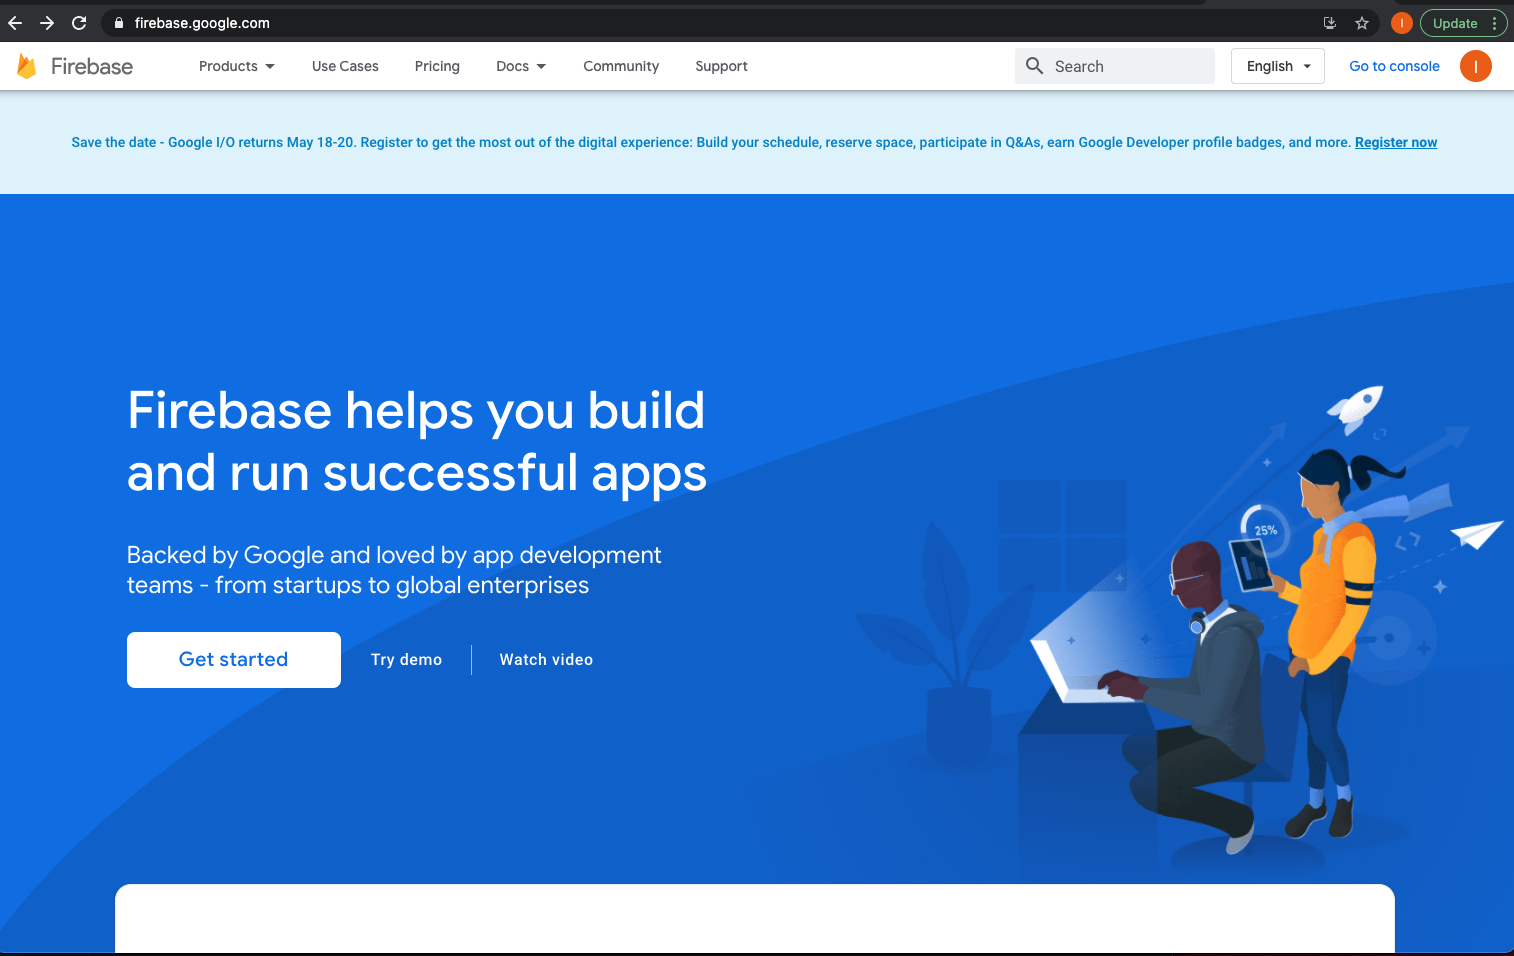 firebase.google.com
I
Update
Firebase
Products
Use Cases
Pricing
Docs
Community
Support
Search
English
Go to console
I
Save the date - Google I/O returns May 18-20. Register to get the most out of the digital experience: Build your schedule, reserve space, participate in Q&As, earn Google Developer profile badges, and more. Register now
Firebase helps you build
and run successful apps
Backed by Google and loved by app development
teams - from startups to global enterprises
Get started
Try demo
Watch video
25%